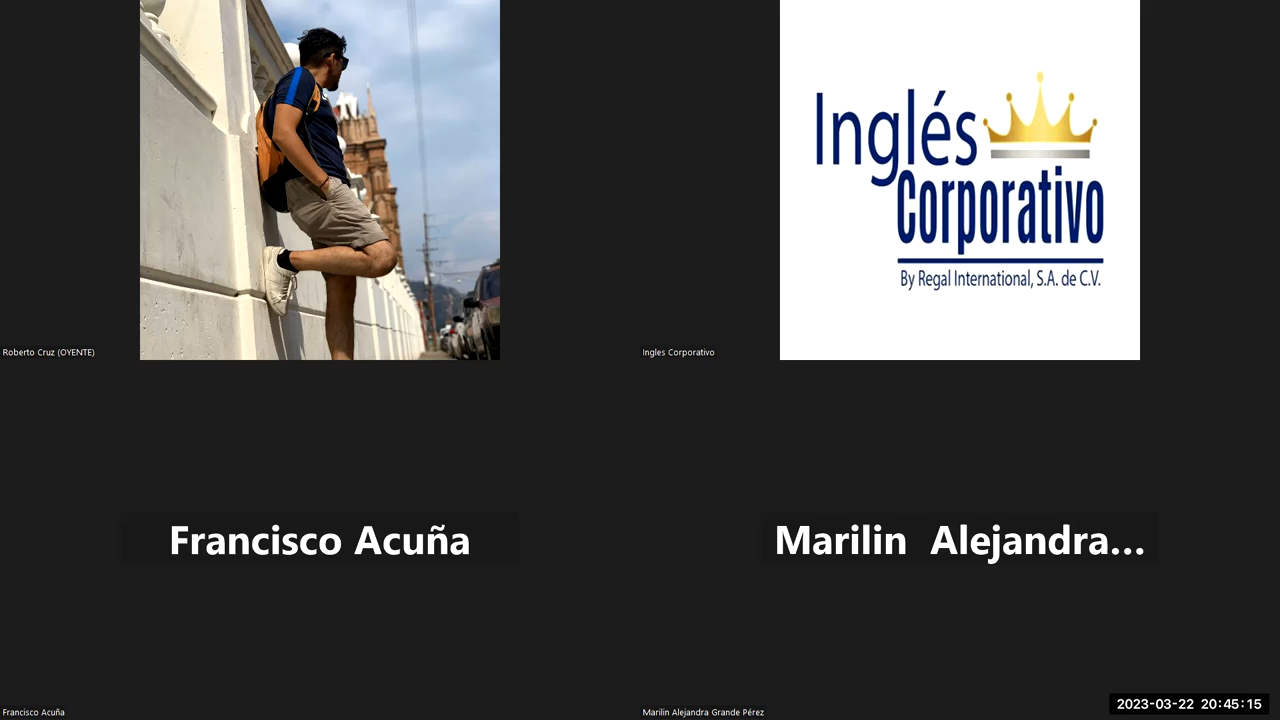 Inglés
Corporativo
By Regal International, S.A. de C.V.
Roberto Cruz (OYENTE)
Ingles Corporativo
Francisco Acuña
Marilin Alejandra...
Francisco Acuña
Marilin Alejandra Grande Pérez
2023-03-22 20:45:15